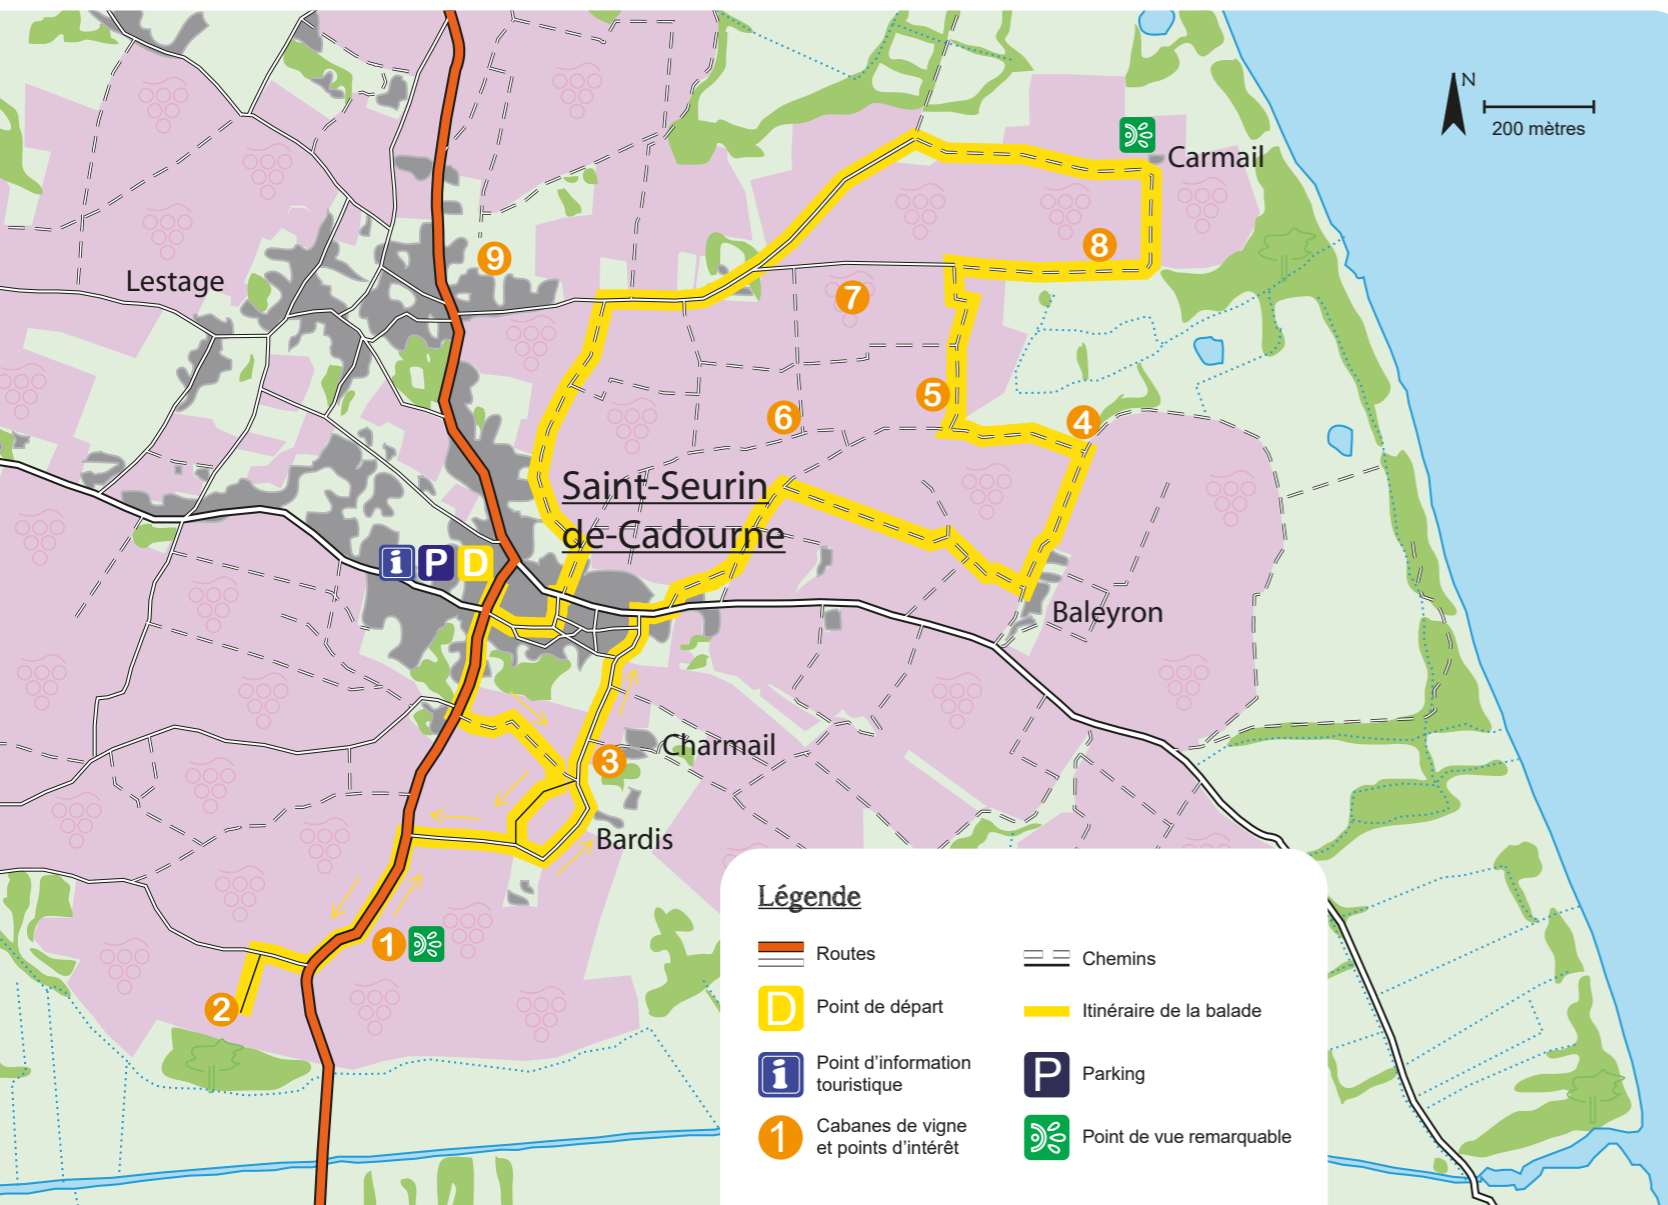 N
200 mètres
Carmail
8
9
Lestage
7
5
6
4
Saint-Seurin
de-Cadourne
i P D
Baleyron
3
Charmail
Bardis
1
2
Légende
Routes
Chemins
D Point de départ
Itinéraire de la balade
i Point d’information
touristique
P Parking
1 Cabanes de vigne
et points d’intérêt
Point de vue remarquable